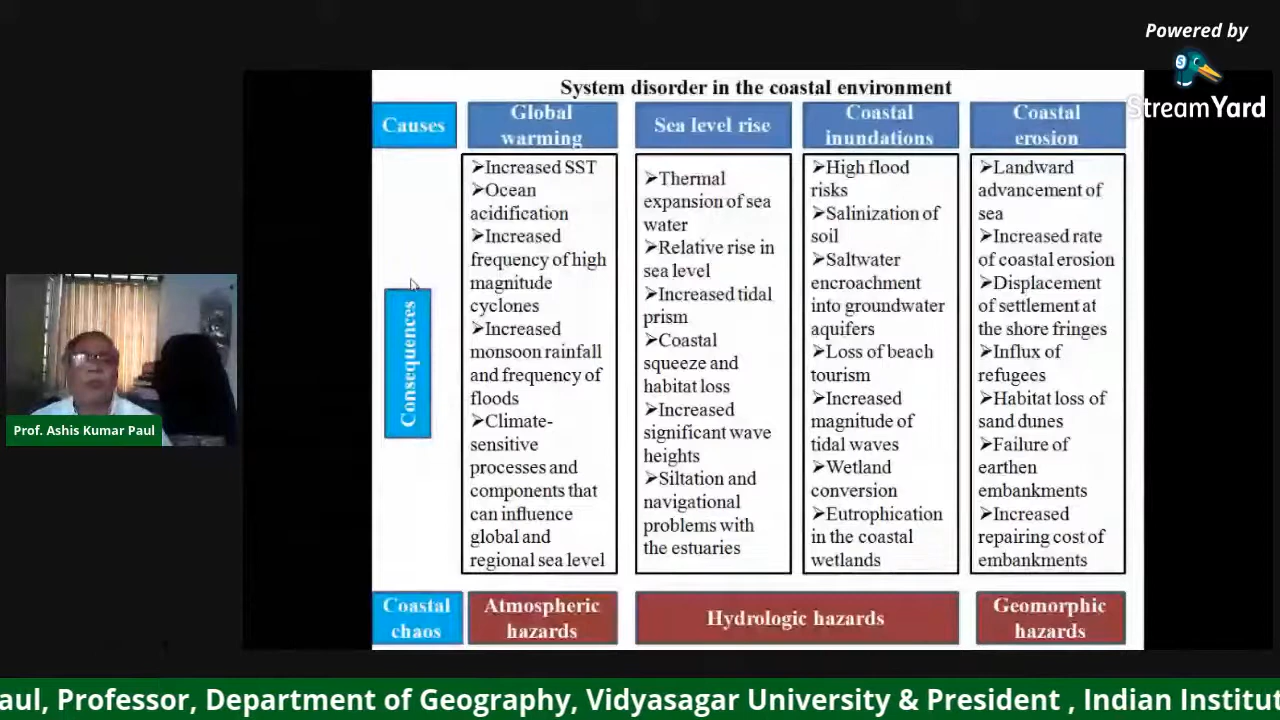 Powered by
StreamYard
System disorder in the coastal environment
Causes
Global
warming
Sea level rise
Coastal
inundations
Coastal
erosion
Consequences
➢Increased SST
➢Ocean
acidification
➢Increased
frequency of high
magnitude
cyclones
➢Increased
monsoon rainfall
and frequency of
floods
➢Climate-
sensitive
processes and
components that
can influence
global and
regional sea level
➢Thermal
expansion of sea
water
➢Relative rise in
sea level
➢Increased tidal
prism
➢Coastal
squeeze and
habitat loss
➢Increased
significant wave
heights
➢Siltation and
navigational
problems with
the estuaries
➢High flood
risks
➢Salinization of
soil
➢Saltwater
encroachment
into groundwater
aquifers
➢Loss of beach
tourism
➢Increased
magnitude of
tidal waves
➢Wetland
conversion
➢Eutrophication
in the coastal
wetlands
➢Landward
advancement of
sea
➢Increased rate
of coastal erosion
➢Displacement
of settlement at
the shore fringes
➢Influx of
refugees
➢Habitat loss of
sand dunes
➢Failure of
earthen
embankments
➢Increased
repairing cost of
embankments
Coastal
chaos
Atmospheric
hazards
Hydrologic hazards
Geomorphic
hazards
Prof. Ashis Kumar Paul
aul, Professor, Department of Geography, Vidyasagar University & President , Indian Institut